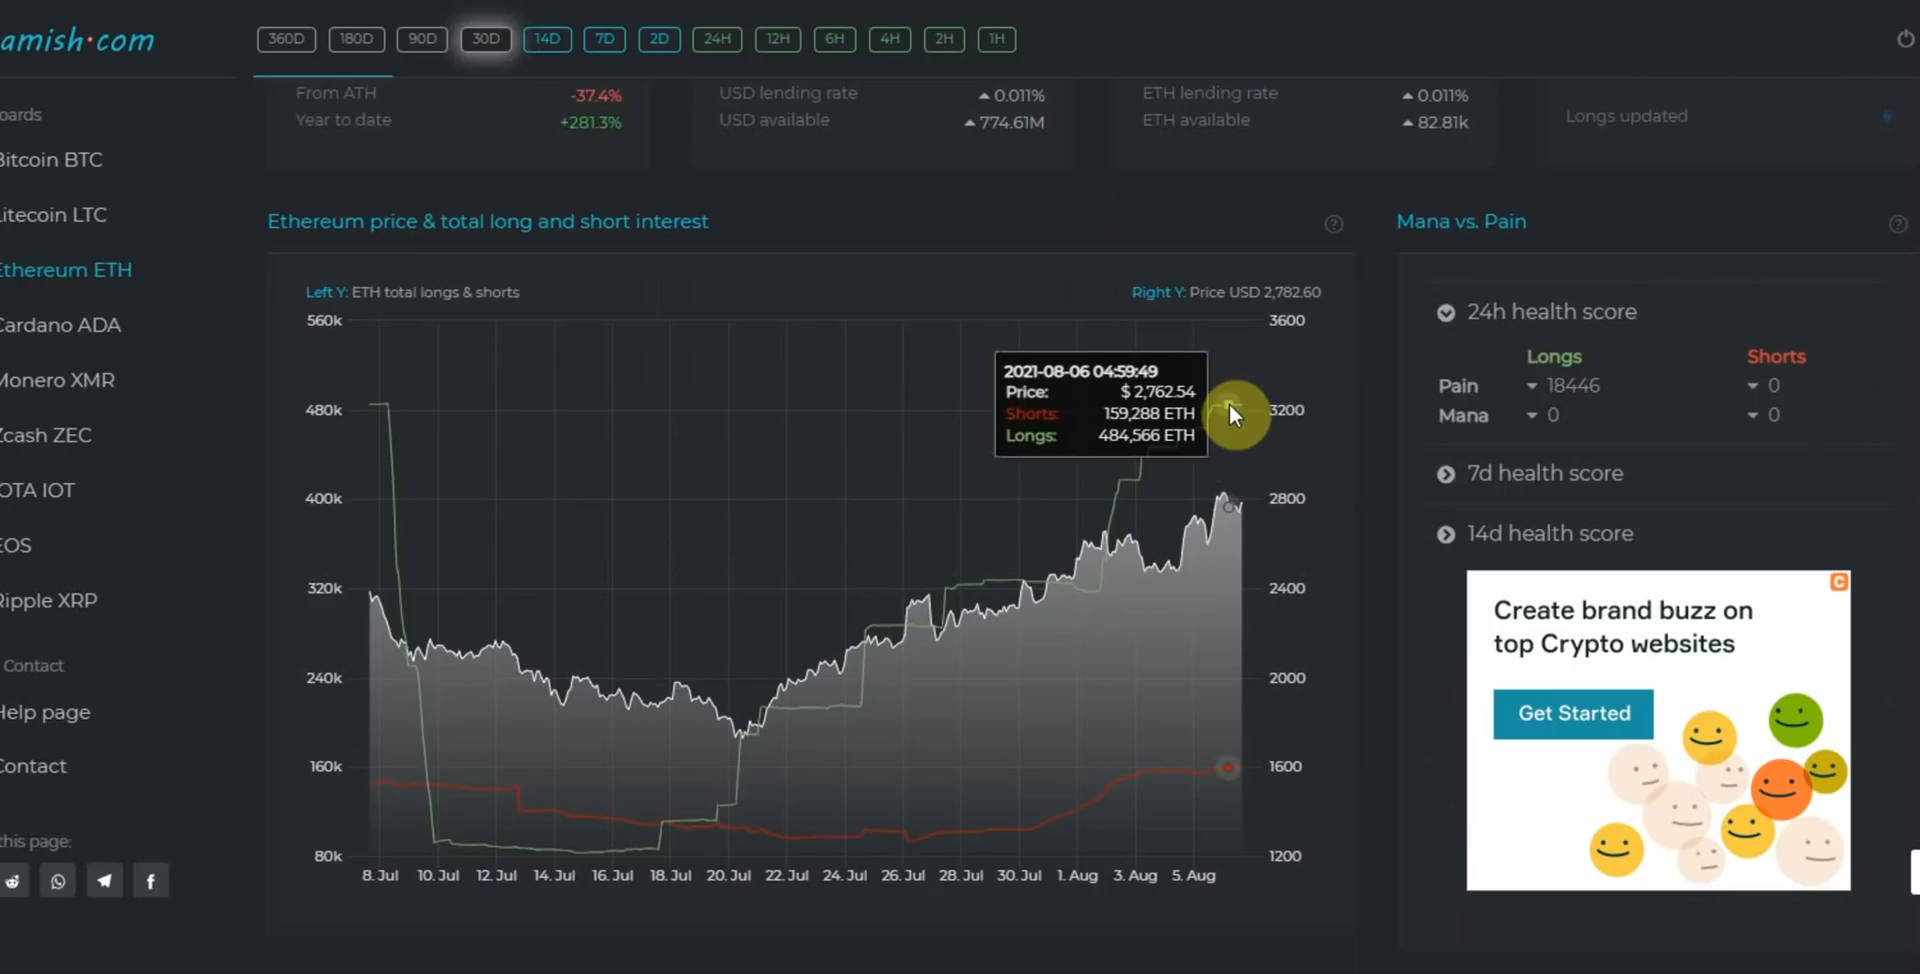 amish·com
360D 180D 90D 30D 14D 7D 2D 24H 12H 6H 4H 2H 1H
oards
Bitcoin BTC
Litecoin LTC
Ethereum ETH
Cardano ADA
Monero XMR
Zcash ZEC
IOTA IOT
EOS
Ripple XRP
Contact
Help page
Contact
this page:
From ATH -37.4%
Year to date +281.3%
USD lending rate 0.011%
USD available 774.61M
ETH lending rate 0.011%
ETH available 82.81k
Longs updated
Ethereum price & total long and short interest ?
Left Y: ETH total longs & shorts
Right Y: Price USD 2,782.60
560k 3600
480k 3200
400k 2800
320k 2400
240k 2000
160k 1600
80k 1200
2021-08-06 04:59:49
Price: $ 2,762.54
Shorts: 159,288 ETH
Longs: 484,566 ETH
8. Jul 10. Jul 12. Jul 14. Jul 16. Jul 18. Jul 20. Jul 22. Jul 24. Jul 26. Jul 28. Jul 30. Jul 1. Aug 3. Aug 5. Aug
Mana vs. Pain ?
24h health score
Longs Shorts
Pain 18446 0
Mana 0 0
7d health score
14d health score
C
Create brand buzz on
top Crypto websites
Get Started